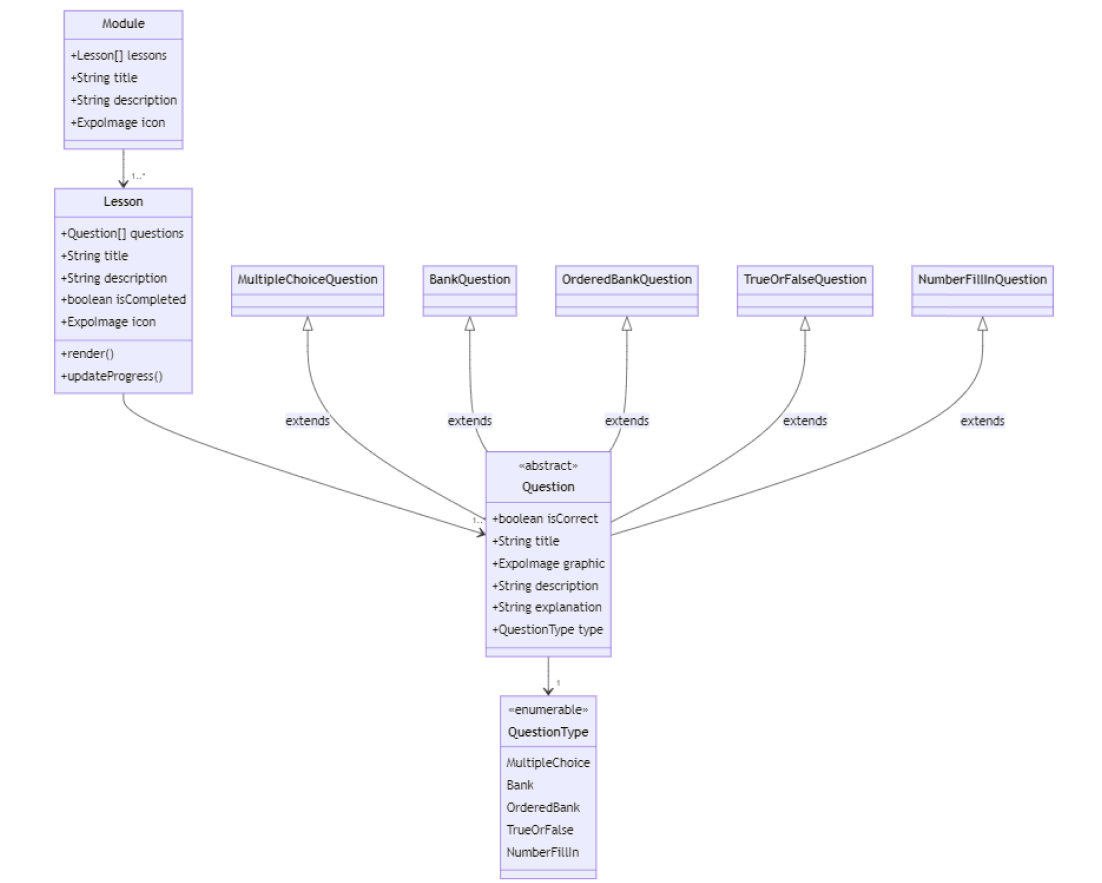 Module
+Lesson[] lessons
+String title
+String description
+ExpoImage icon
1..*
Lesson
+Question[] questions
+String title
+String description
+boolean isCompleted
+ExpoImage icon
+render()
+updateProgress()
MultipleChoiceQuestion
BankQuestion
OrderedBankQuestion
TrueOrFalseQuestion
NumberFillInQuestion
extends
extends
extends
extends
extends
«abstract»
Question
1..
+boolean isCorrect
+String title
+ExpoImage graphic
+String description
+String explanation
+QuestionType type
1
«enumerable»
QuestionType
MultipleChoice
Bank
OrderedBank
TrueOrFalse
NumberFillIn